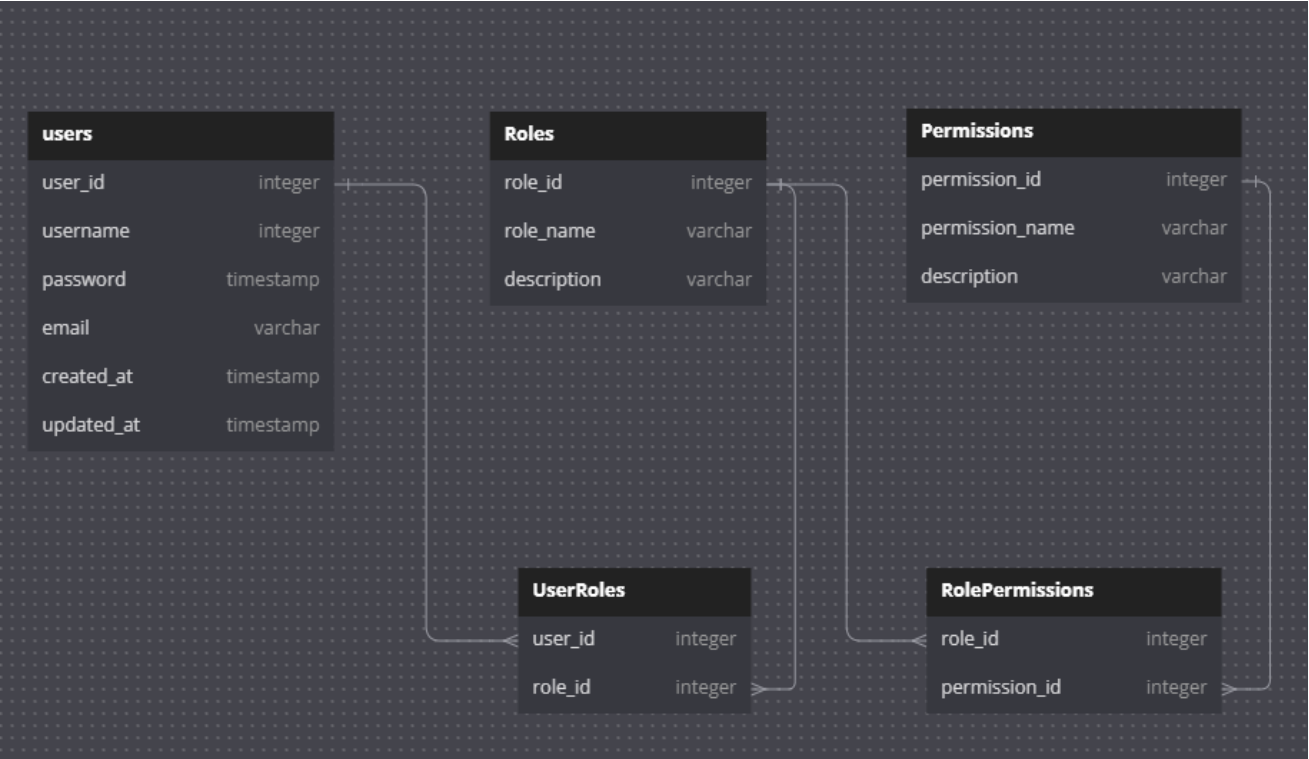 users
user_id integer
username integer
password timestamp
email varchar
created_at timestamp
updated_at timestamp
Roles
role_id integer
role_name varchar
description varchar
Permissions
permission_id integer
permission_name varchar
description varchar
UserRoles
user_id integer
role_id integer
RolePermissions
role_id integer
permission_id integer